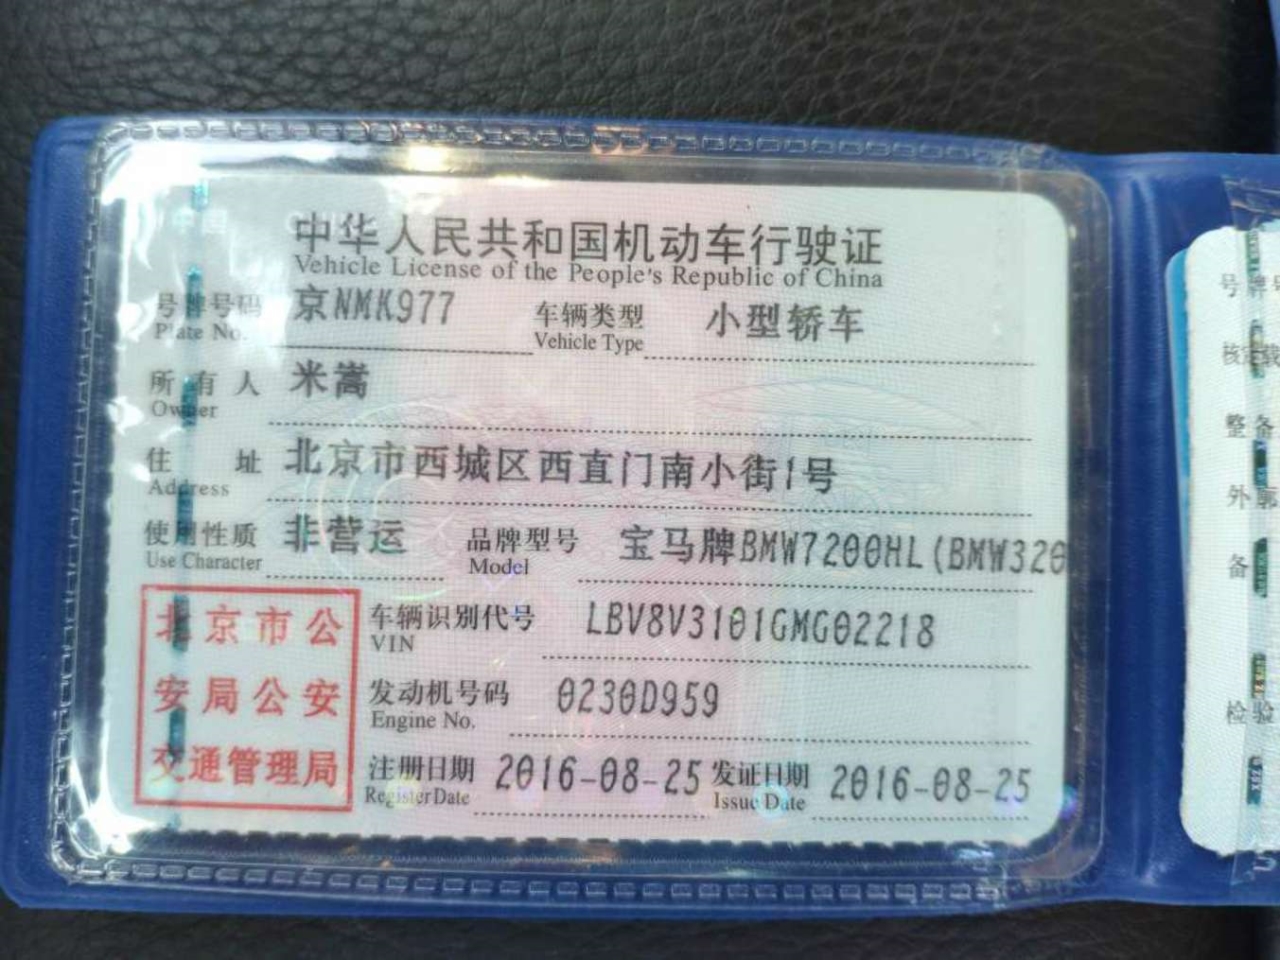 中华人民共和国机动车行驶证
Vehicle License of the People's Republic of China
号牌号码 京NMK977 车辆类型 小型轿车
Plate No. Vehicle Type
所有人 米嵩
Owner
住址 北京市西城区西直门南小街1号
Address
使用性质 非营运 品牌型号 宝马牌BMW7200HL(BMW320
Use Character Model
车辆识别代号 LBV8V3101GMG02218
VIN
发动机号码 0230D959
Engine No.
注册日期 2016-08-25 发证日期 2016-08-25
Register Date Issue Date
北京市公
安局公安
交通管理局
号牌
核定载
整备
外廓
备
检验